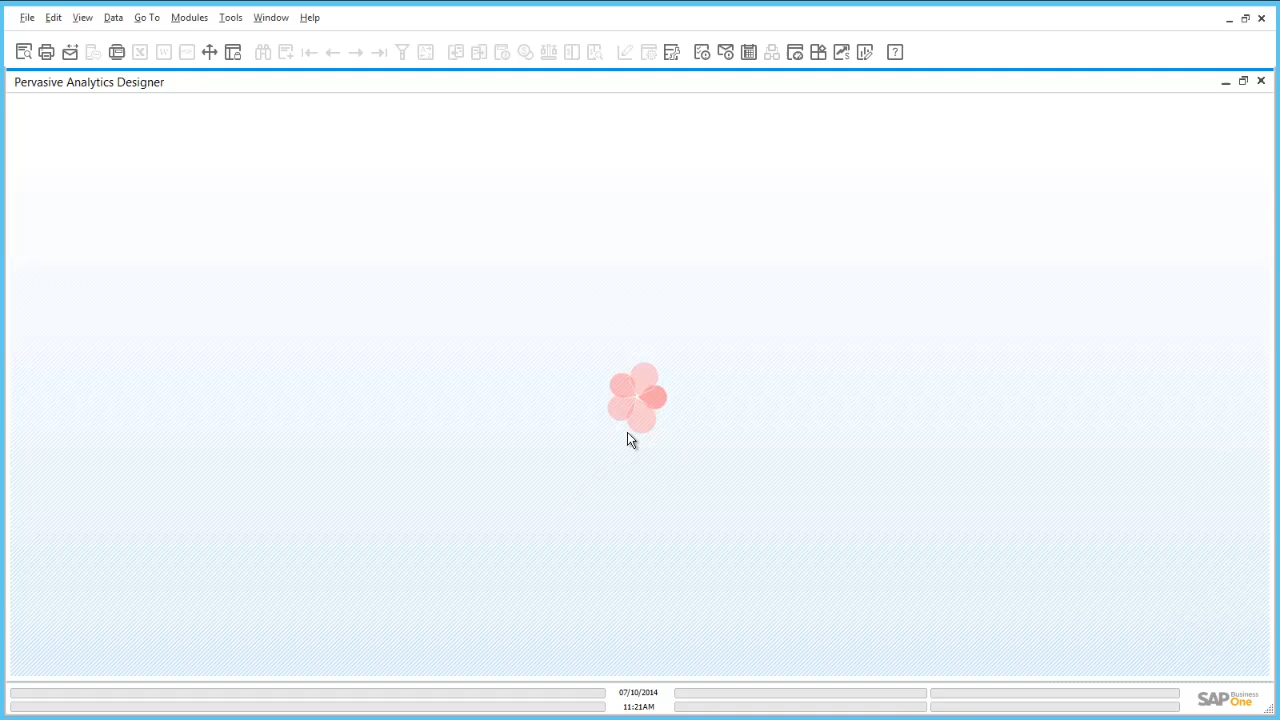 File Edit View Data Go To Modules Tools Window Help
Pervasive Analytics Designer
07/10/2014
11:21AM
SAP Business One